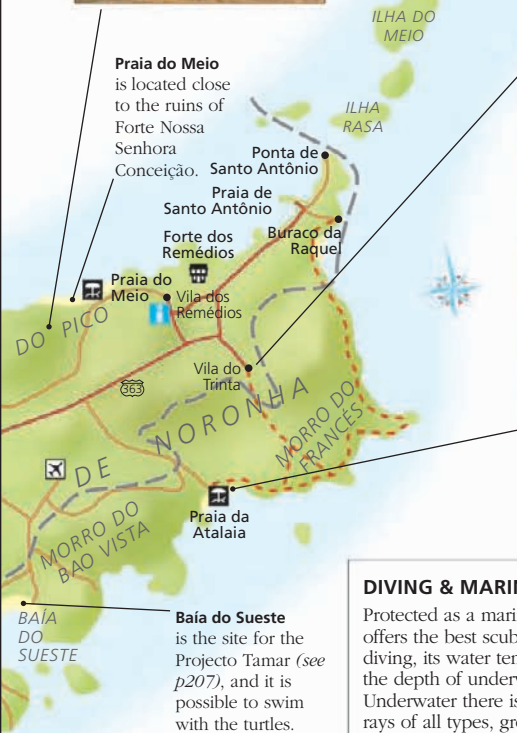 ILHA DO
MEIO
Praia do Meio
is located close
to the ruins of
Forte Nossa
Senhora
Conceição.
ILHA
RASA
Ponta de
Santo Antônio
Praia de
Santo Antônio
Buraco da
Raquel
Forte dos
Remédios
Praia do
Meio
Vila dos
Remédios
DO PICO
Vila do
Trinta
363
DE NORONHA
MORRO DO
FRANCÉS
Praia da
Atalaia
MORRO DO
BAO VISTA
BAÍA
DO
SUESTE
Baía do Sueste
is the site for the
Projecto Tamar (see
p207), and it is
possible to swim
with the turtles.
DIVING & MARIN
Protected as a mari
offers the best scub
diving, its water ten
the depth of underv
Underwater there is
rays of all types, gro